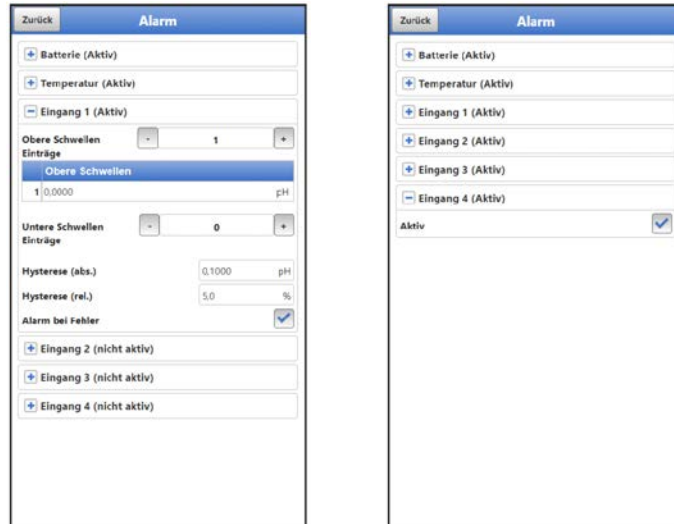 Zurück
Alarm
+ Batterie (Aktiv)
+ Temperatur (Aktiv)
− Eingang 1 (Aktiv)
Obere Schwellen
Einträge
- 1 +
Obere Schwellen
1 0,0000 pH
Untere Schwellen
Einträge
- 0 +
Hysterese (abs.) 0,1000 pH
Hysterese (rel.) 5,0 %
Alarm bei Fehler
+ Eingang 2 (nicht aktiv)
+ Eingang 3 (nicht aktiv)
+ Eingang 4 (nicht aktiv)
Zurück
Alarm
+ Batterie (Aktiv)
+ Temperatur (Aktiv)
+ Eingang 1 (Aktiv)
+ Eingang 2 (Aktiv)
+ Eingang 3 (Aktiv)
− Eingang 4 (Aktiv)
Aktiv